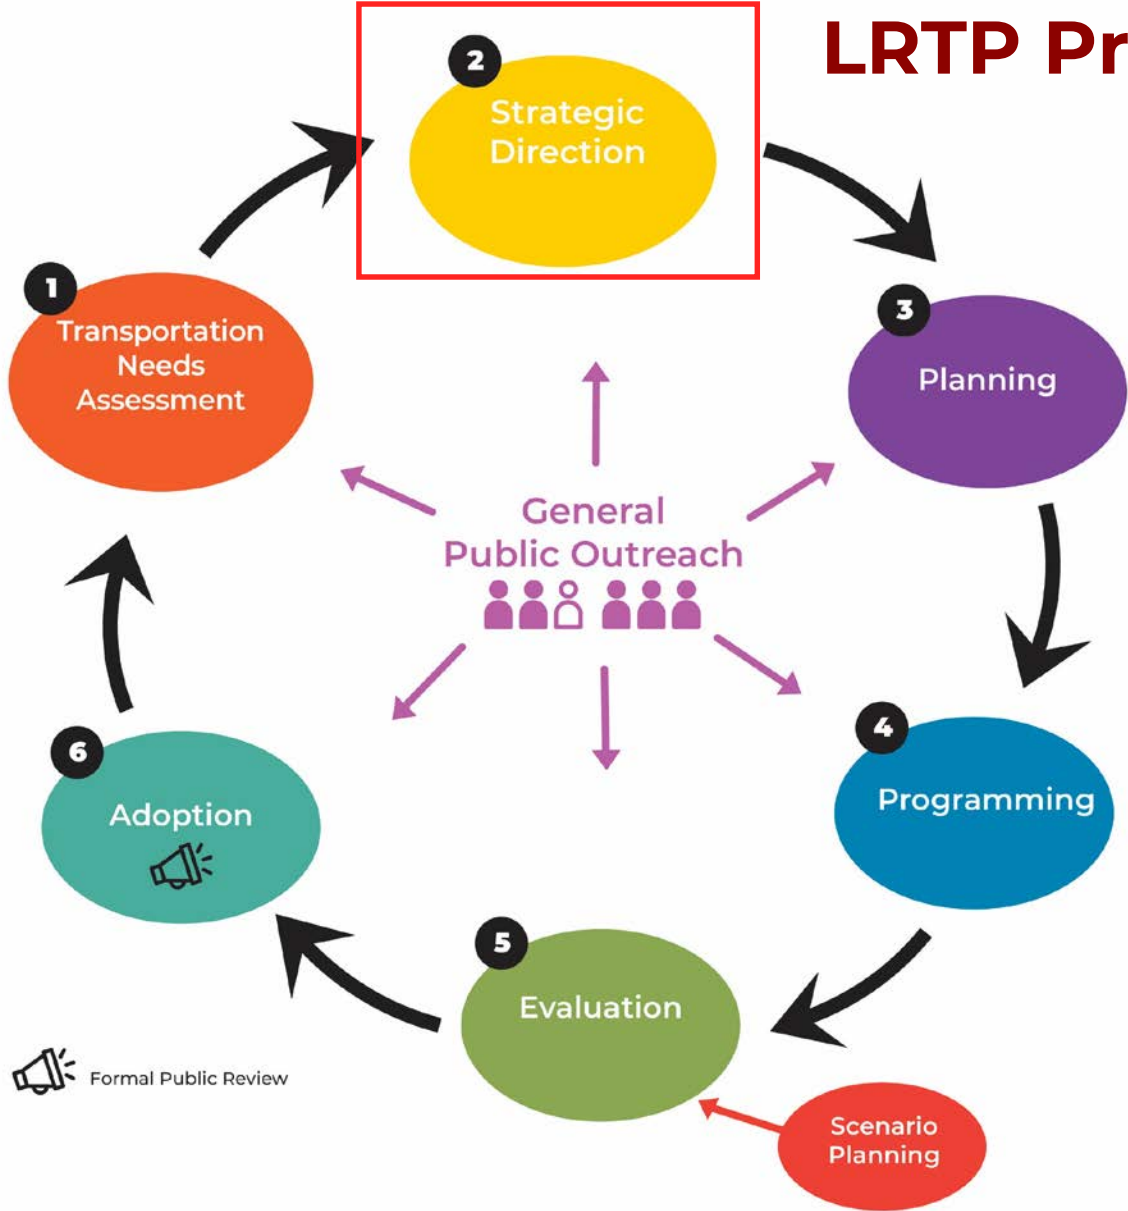 LRTP Pr
2
Strategic
Direction
1
Transportation
Needs
Assessment
3
Planning
General
Public Outreach
4
Programming
6
Adoption
5
Evaluation
Formal Public Review
Scenario
Planning